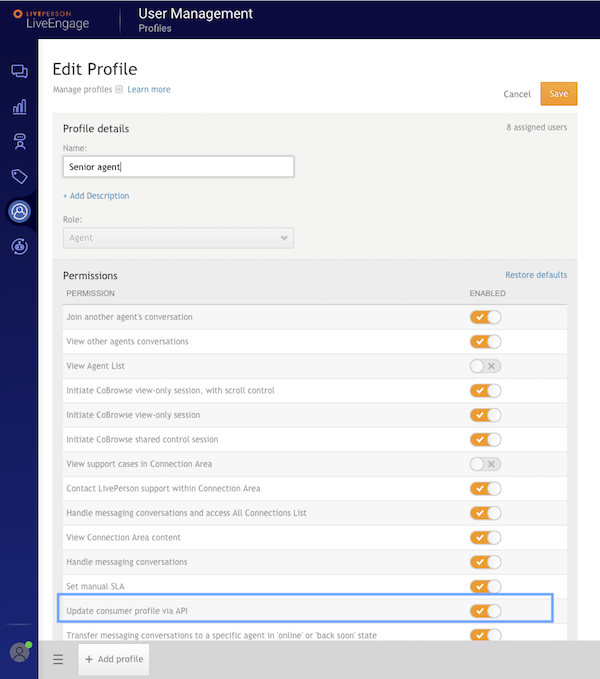 LIVEPERSON
LiveEngage
User Management
Profiles
Edit Profile
Manage profiles Learn more
Cancel
Save
Profile details
8 assigned users
Name:
Senior agent
+ Add Description
Role:
Agent
Permissions
Restore defaults
PERMISSION ENABLED
Join another agent's conversation
View other agents conversations
View Agent List
Initiate CoBrowse view-only session, with scroll control
Initiate CoBrowse view-only session
Initiate CoBrowse shared control session
View support cases in Connection Area
Contact LivePerson support within Connection Area
Handle messaging conversations and access All Connections List
View Connection Area content
Handle messaging conversations
Set manual SLA
Update consumer profile via API
Transfer messaging conversations to a specific agent in 'online' or 'back soon' state
+ Add profile